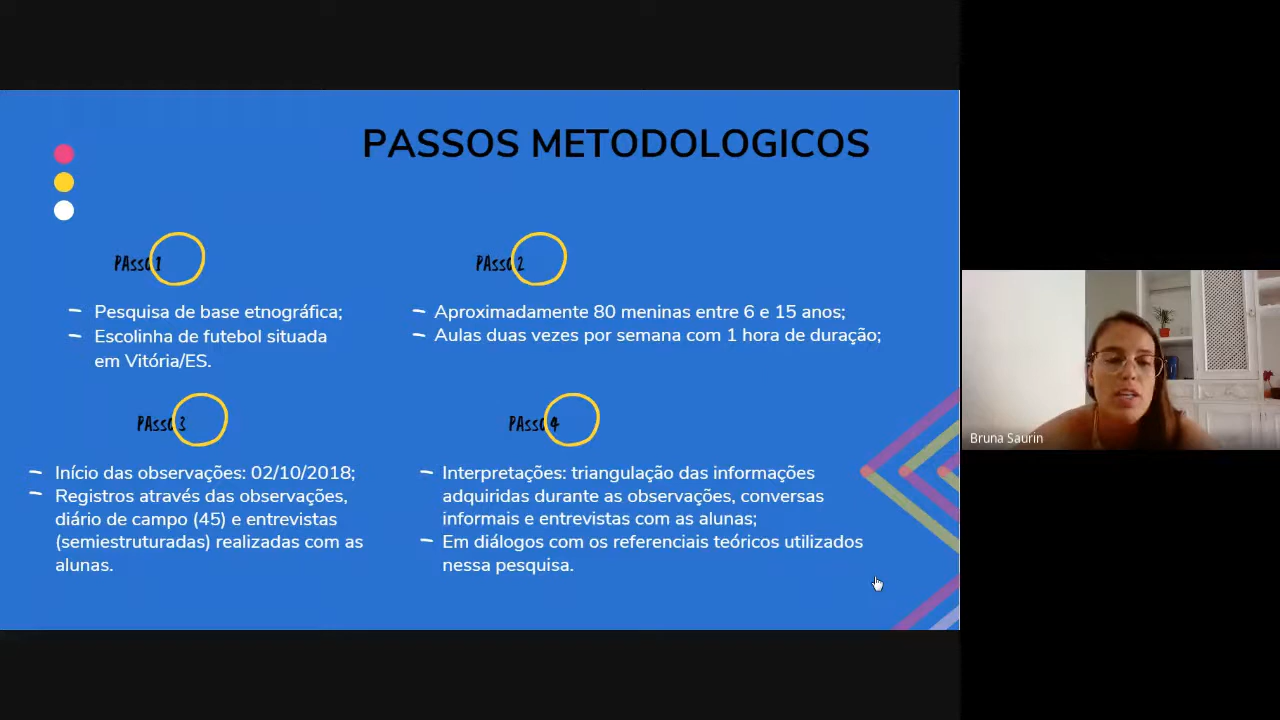 PASSOS METODOLOGICOS
PAssO 1
Pesquisa de base etnográfica;
Escolinha de futebol situada
em Vitória/ES.
PAssO 2
Aproximadamente 80 meninas entre 6 e 15 anos;
Aulas duas vezes por semana com 1 hora de duração;
PAssO 3
Início das observações: 02/10/2018;
Registros através das observações,
diário de campo (45) e entrevistas
(semiestruturadas) realizadas com as
alunas.
PAssO 4
Interpretações: triangulação das informações
adquiridas durante as observações, conversas
informais e entrevistas com as alunas;
Em diálogos com os referenciais teóricos utilizados
nessa pesquisa.
Bruna Saurin